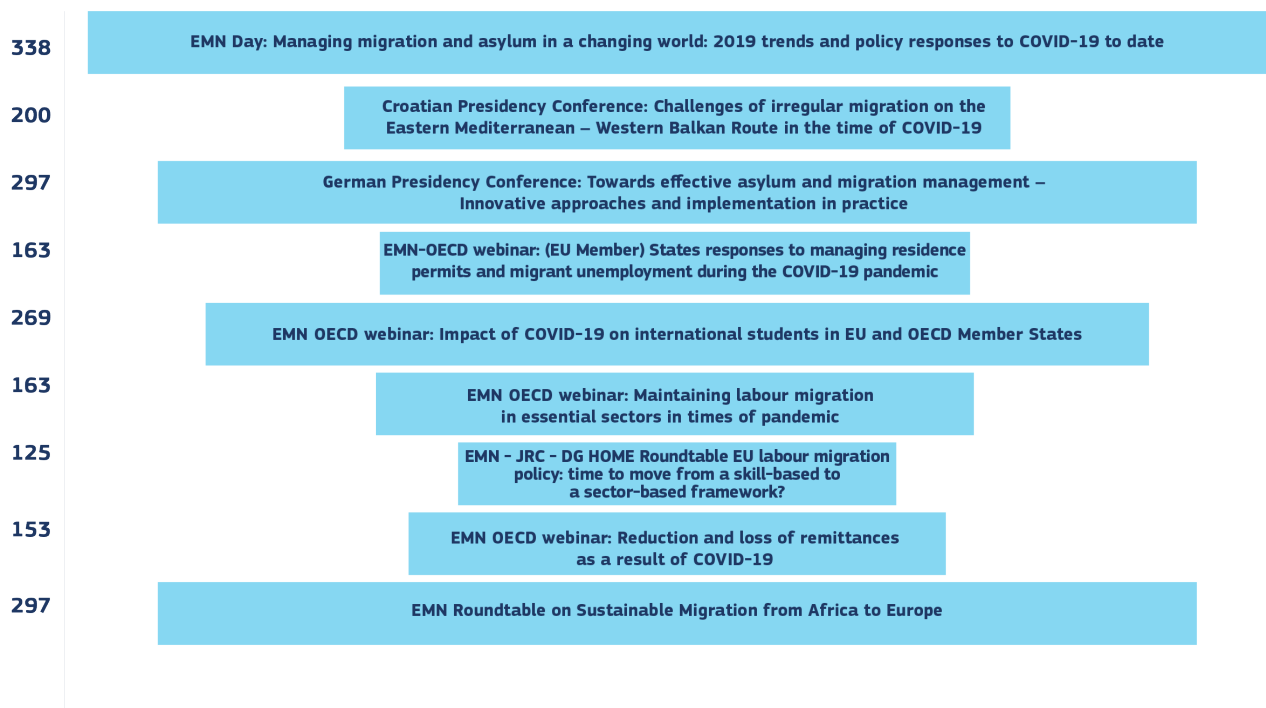 338
EMN Day: Managing migration and asylum in a changing world: 2019 trends and policy responses to COVID-19 to date
200
Croatian Presidency Conference: Challenges of irregular migration on the
Eastern Mediterranean – Western Balkan Route in the time of COVID-19
297
German Presidency Conference: Towards effective asylum and migration management –
Innovative approaches and implementation in practice
163
EMN-OECD webinar: (EU Member) States responses to managing residence
permits and migrant unemployment during the COVID-19 pandemic
269
EMN OECD webinar: Impact of COVID-19 on international students in EU and OECD Member States
163
EMN OECD webinar: Maintaining labour migration
in essential sectors in times of pandemic
125
EMN - JRC - DG HOME Roundtable EU labour migration
policy: time to move from a skill-based to
a sector-based framework?
153
EMN OECD webinar: Reduction and loss of remittances
as a result of COVID-19
297
EMN Roundtable on Sustainable Migration from Africa to Europe